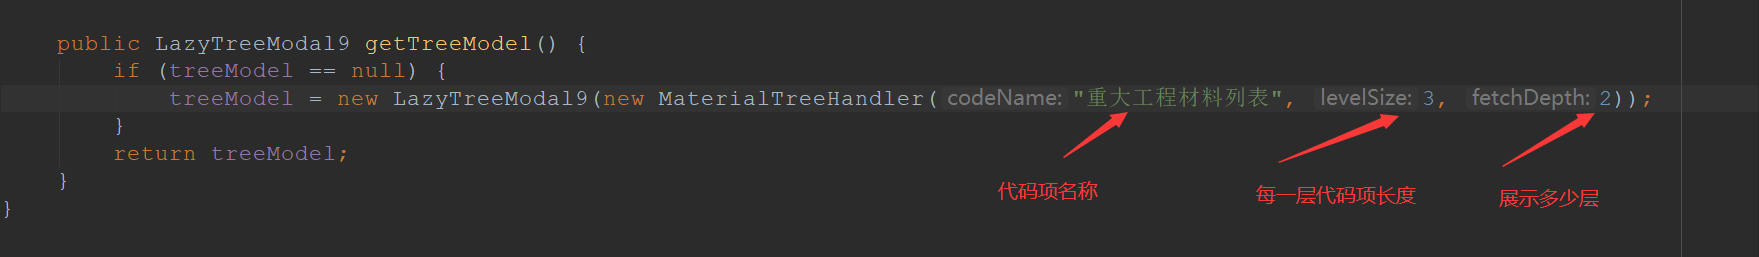 public LazyTreeModal9 getTreeModel() {
if (treeModel == null) {
treeModel = new LazyTreeModal9(new MaterialTreeHandler( codeName: "重大工程材料列表", levelSize: 3, fetchDepth: 2));
}
return treeModel;
}
}
代码项名称
每一层代码项长度
展示多少层